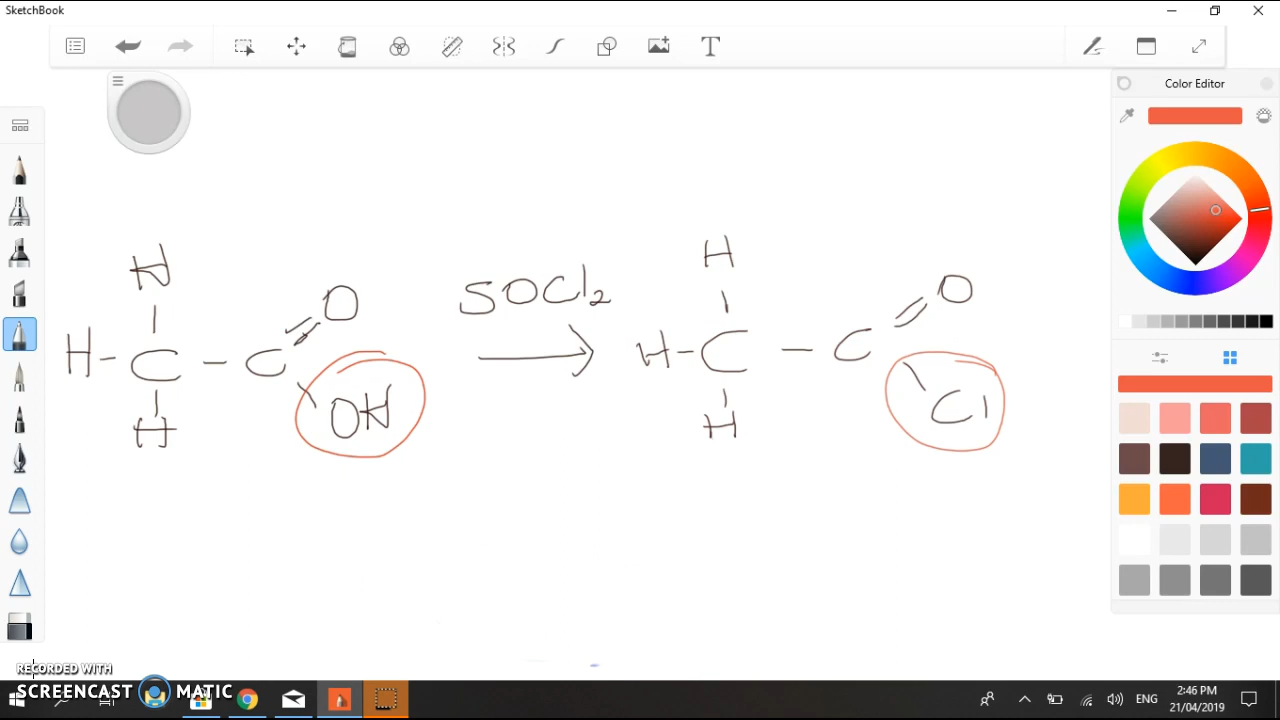 SketchBook
Color Editor
H
H - C - C = O
OH
H
SOCl2
H
H - C - C = O
Cl
H
RECORDED WITH
SCREENCAST MATIC
ENG
2:46 PM
21/04/2019